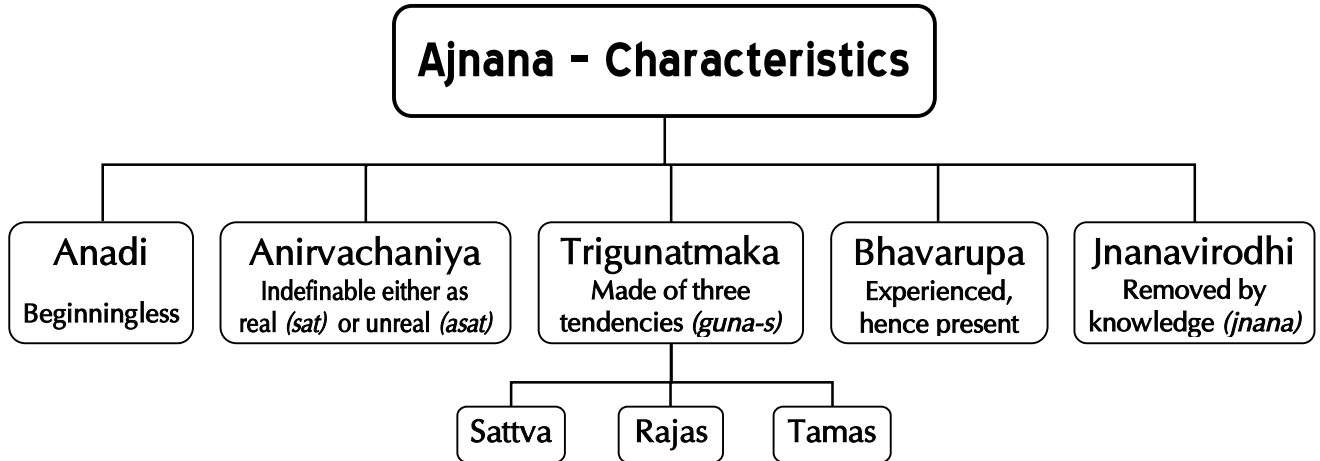 Ajnana – Characteristics
Anadi
Beginningless
Anirvachaniya
Indefinable either as
real (sat) or unreal (asat)
Trigunatmaka
Made of three
tendencies (guna-s)
Bhavarupa
Experienced,
hence present
Jnanavirodhi
Removed by
knowledge (jnana)
Sattva
Rajas
Tamas